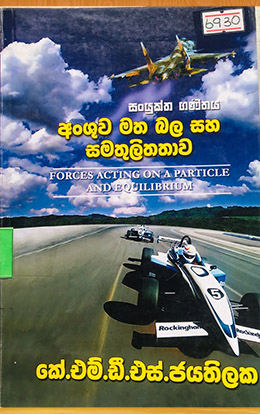 6930
සංයුක්ත ගණිතය
අංශුව මත බල සහ
සමතුලිතතාව
FORCES ACTING ON A PARTICLE
AND EQUILIBRIUM
5
Rockingham
කේ.එම්.ඩී.එස්.ජයතිලක